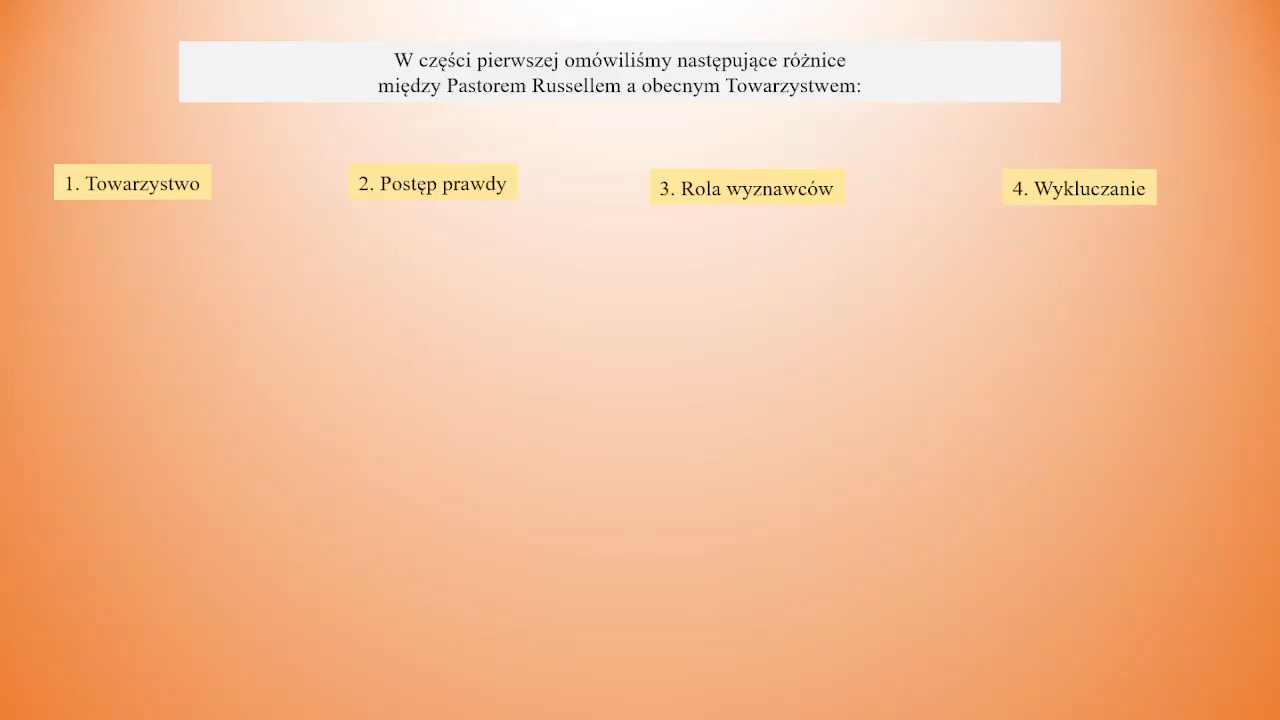 W części pierwszej omówiliśmy następujące różnice
między Pastorem Russellem a obecnym Towarzystwem:
1. Towarzystwo
2. Postęp prawdy
3. Rola wyznawców
4. Wykluczanie